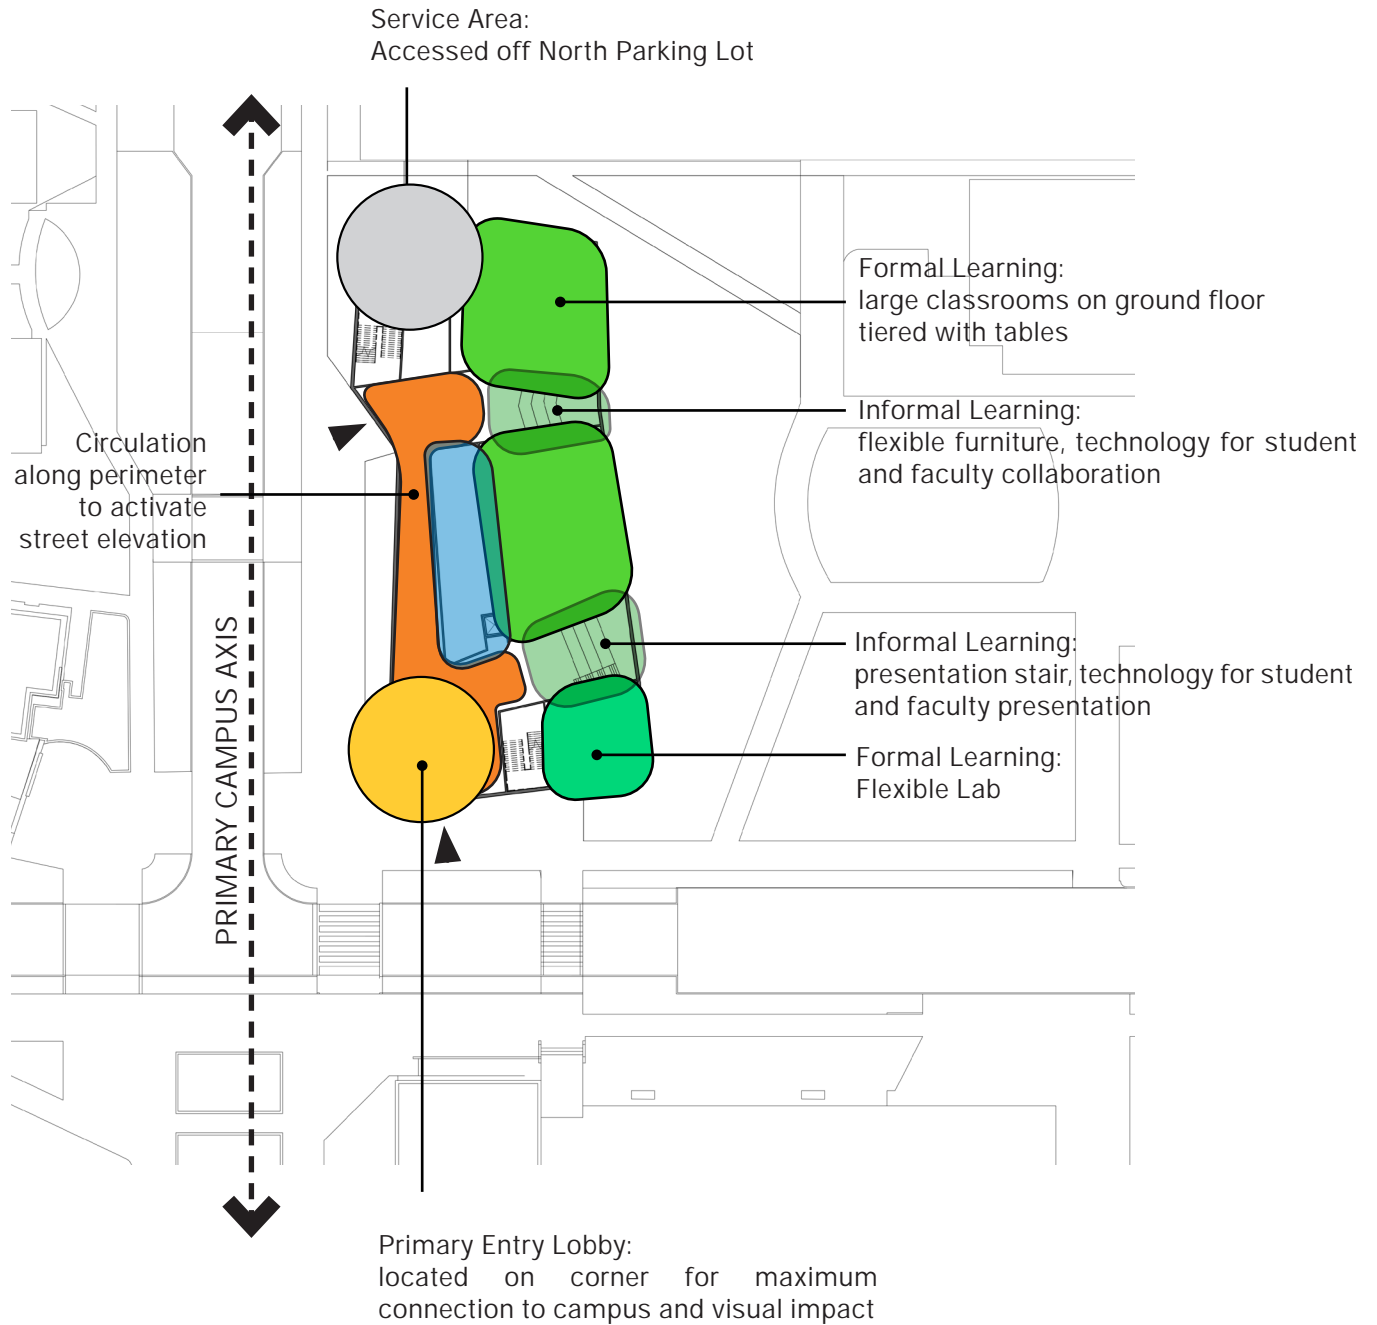 Service Area:
Accessed off North Parking Lot
Formal Learning:
large classrooms on ground floor
tiered with tables
Informal Learning:
flexible furniture, technology for student
and faculty collaboration
Circulation
along perimeter
to activate
street elevation
PRIMARY CAMPUS AXIS
Informal Learning:
presentation stair, technology for student
and faculty presentation
Formal Learning:
Flexible Lab
Primary Entry Lobby:
located on corner for maximum
connection to campus and visual impact